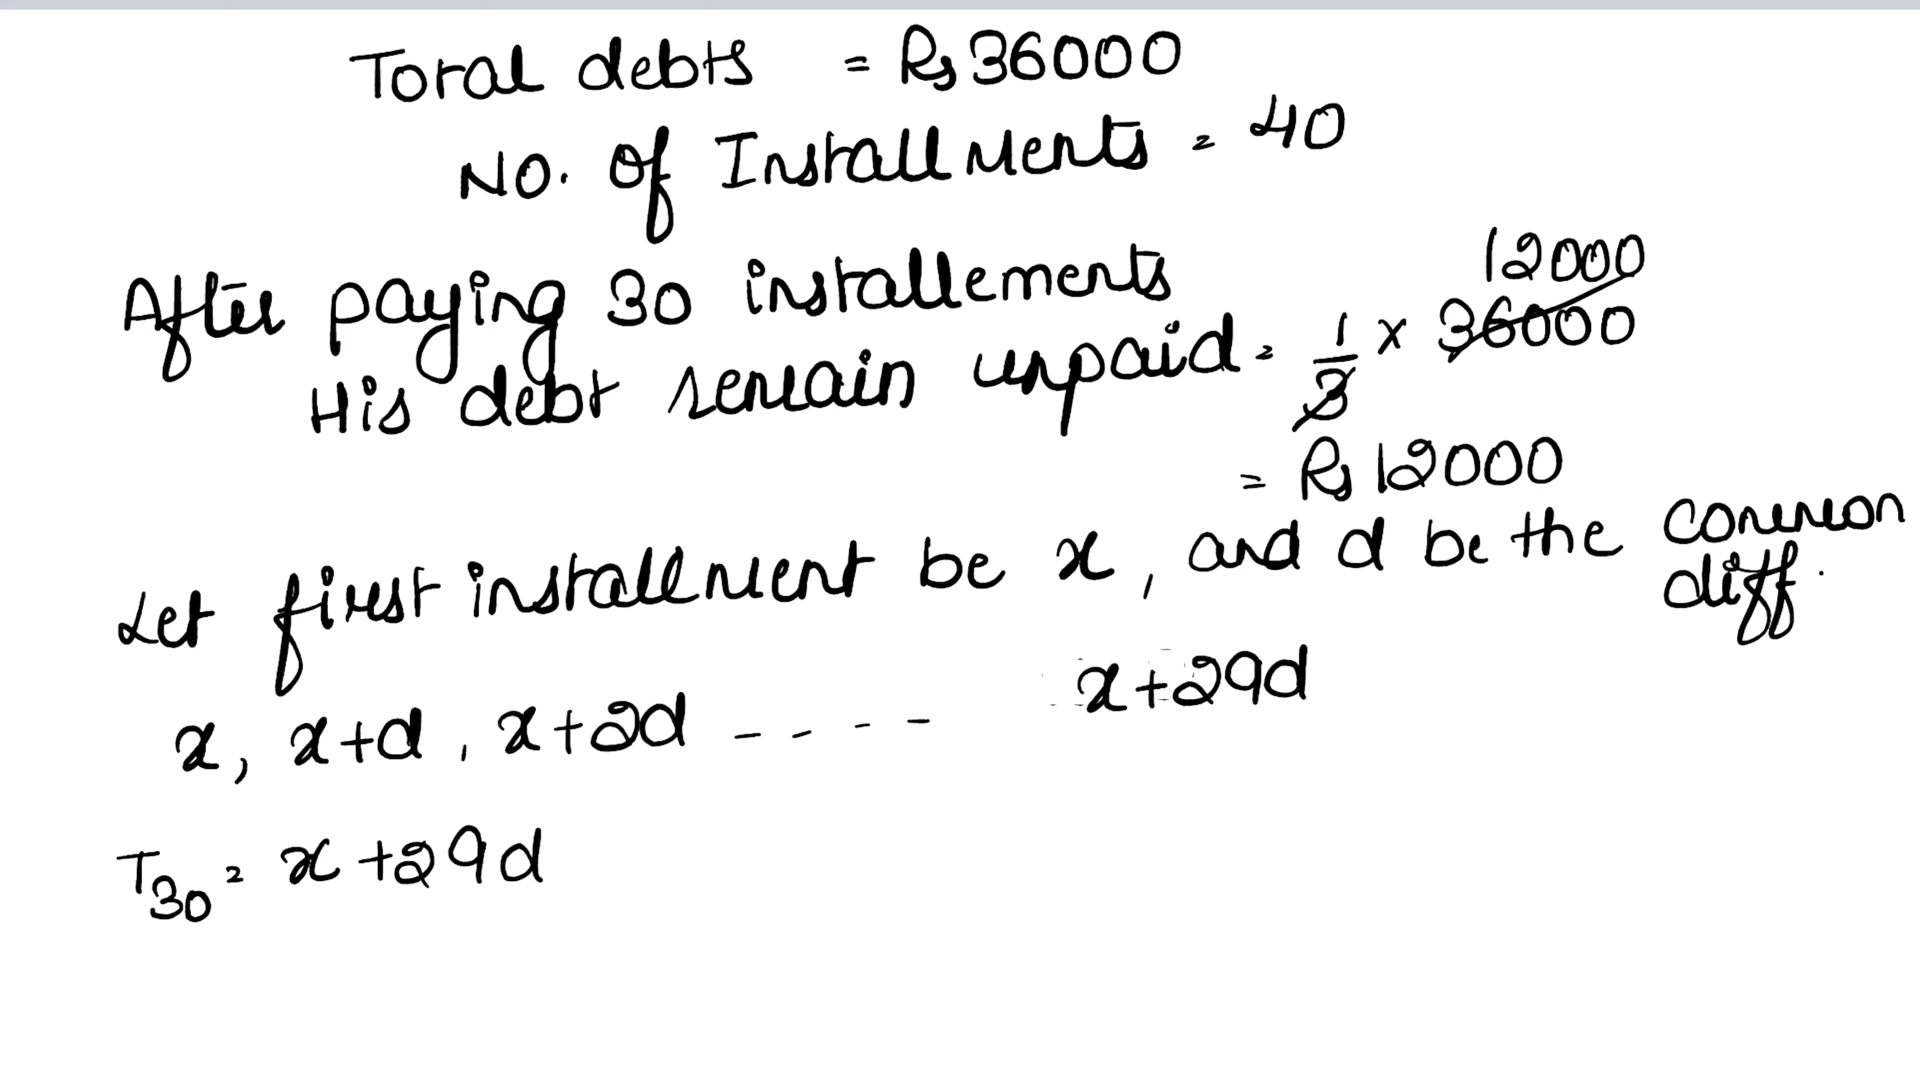 Total debts = Rs 36000
No. of Installments = 40
After paying 30 installements
His debt remain unpaid = 1/3 x 36000 12000
= Rs 12000
Let first installment be x, and d be the common diff.
x, x+d, x+2d - - - - x+29d
T30 = x+29d